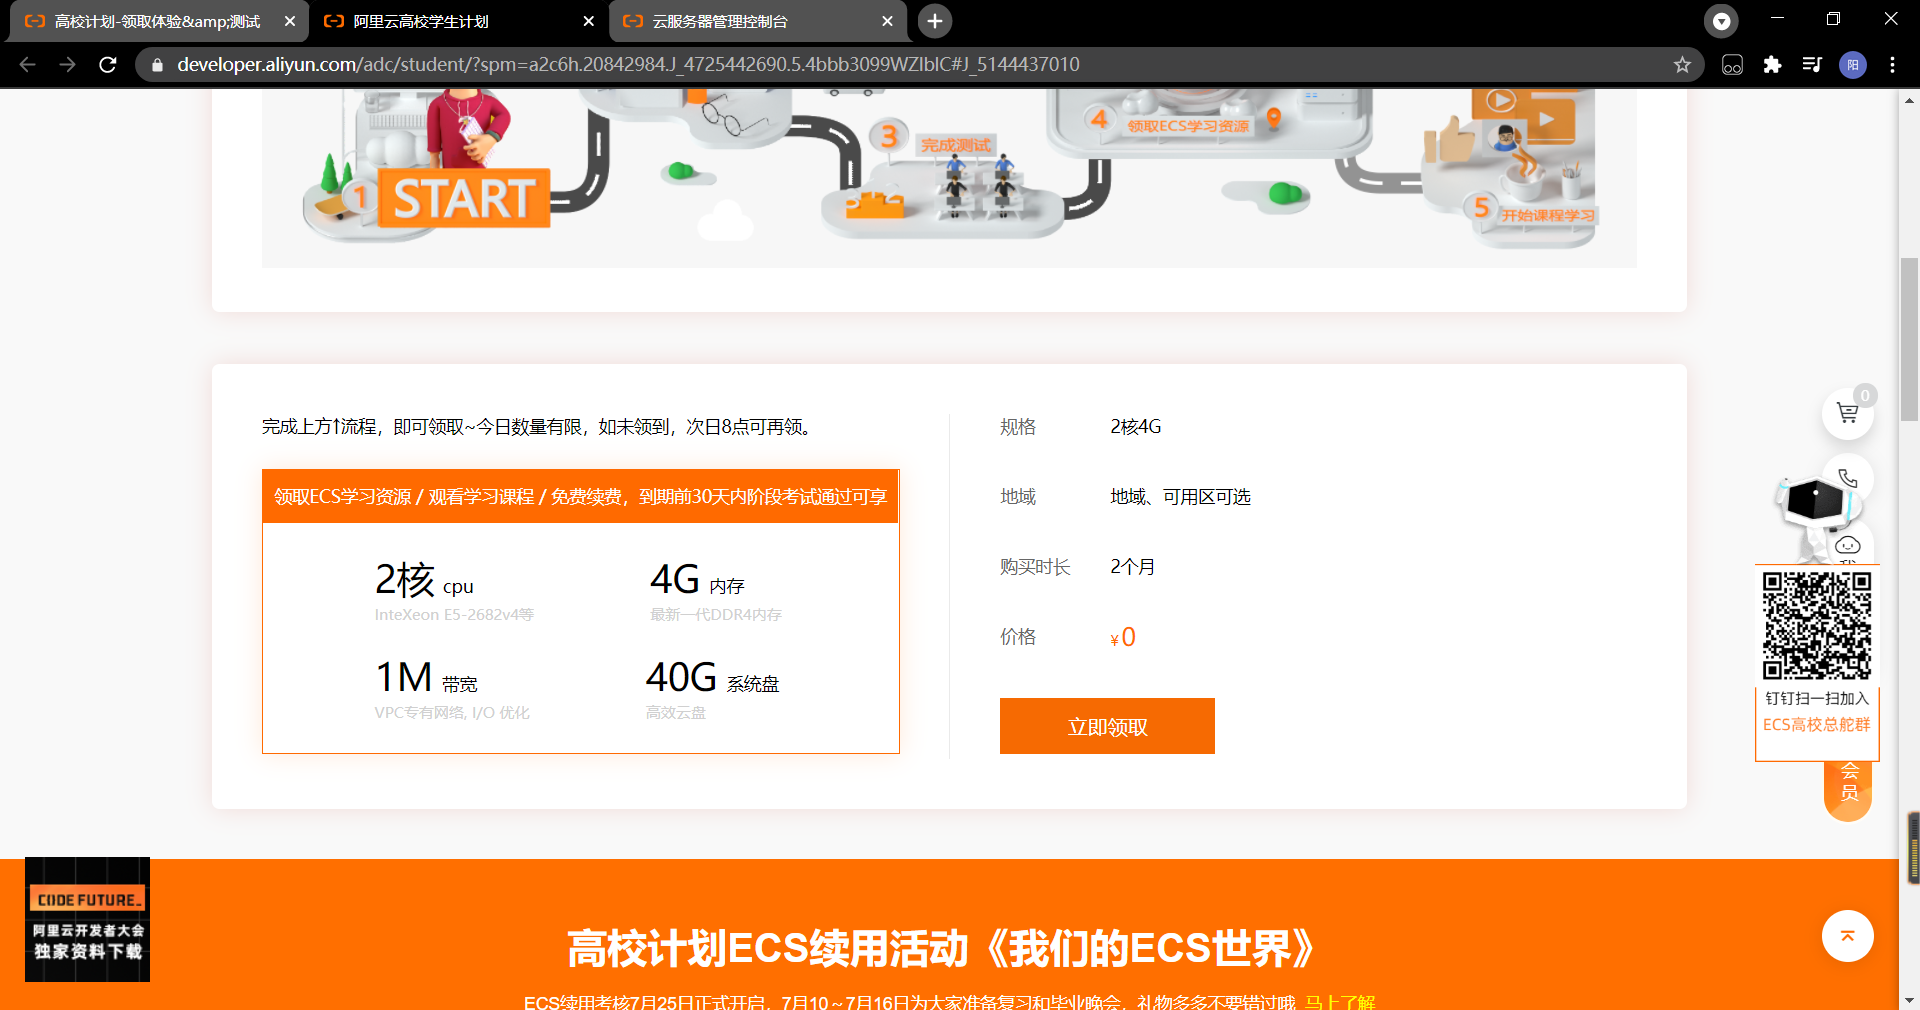 高校计划-领取体验&amp;测试
阿里云高校学生计划
云服务器管理控制台
developer.aliyun.com/adc/student/?spm=a2c6h.20842984.J_4725442690.5.4bbb3099WZlblC#J_5144437010
阳
1 START
3 完成测试
4 领取ECS学习资源
5 开始课程学习
完成上方↑流程，即可领取~今日数量有限，如未领到，次日8点可再领。
领取ECS学习资源 / 观看学习课程 / 免费续费，到期前30天内阶段考试通过可享
2核 cpu
InteXeon E5-2682v4等
4G 内存
最新一代DDR4内存
1M 带宽
VPC专有网络, I/O 优化
40G 系统盘
高效云盘
规格 2核4G
地域 地域、可用区可选
购买时长 2个月
价格 ¥0
立即领取
0
钉钉扫一扫加入
ECS高校总舵群
会员
CODE FUTURE_
阿里云开发者大会
独家资料下载
高校计划ECS续用活动《我们的ECS世界》
ECS续用考核7月25日正式开启，7月10～7月16日为大家准备复习和毕业晚会，礼物多多不要错过哦 马上了解